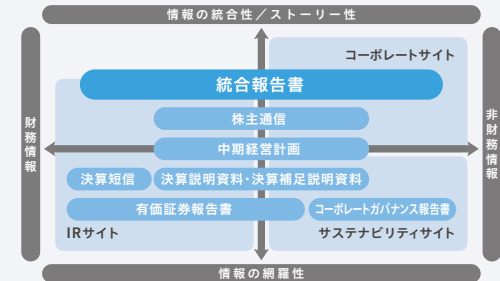 情報の統合性／ストーリー性
コーポレートサイト
統合報告書
株主通信
財務情報
非財務情報
中期経営計画
決算短信
決算説明資料・決算補足説明資料
有価証券報告書
コーポレートガバナンス報告書
IRサイト
サステナビリティサイト
情報の網羅性